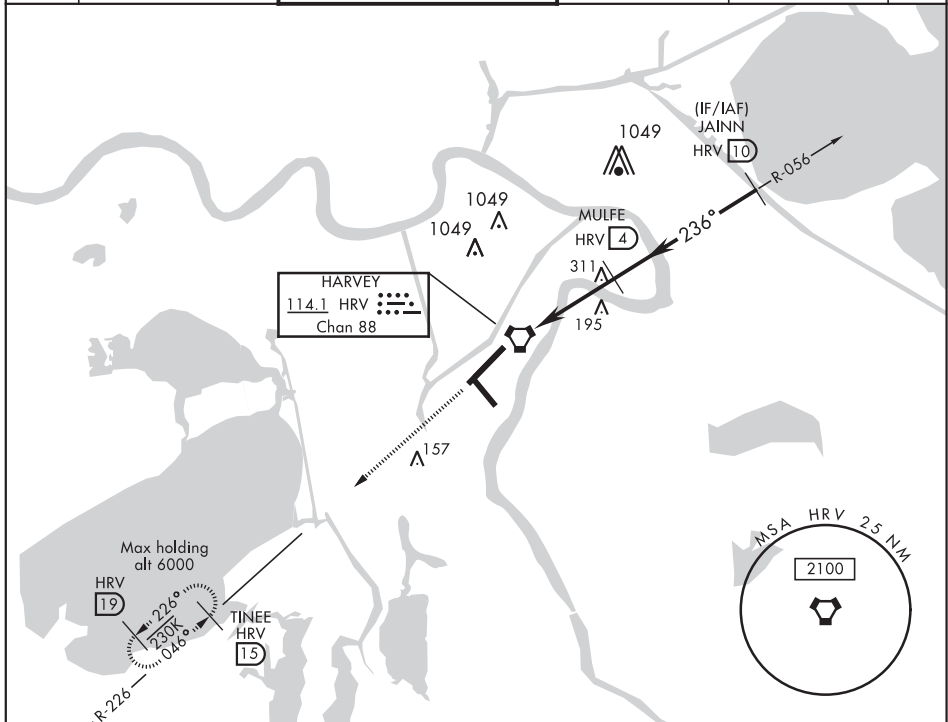 (IF/IAF)
JAINN
HRV 10
R-056
1049
1049
1049
MULFE
HRV 4
236°
311
195
HARVEY
114.1 HRV
Chan 88
157
Max holding
alt 6000
HRV
19
226°
230K
046°
TINEE
HRV
15
R-226
MSA HRV 25 NM
2100